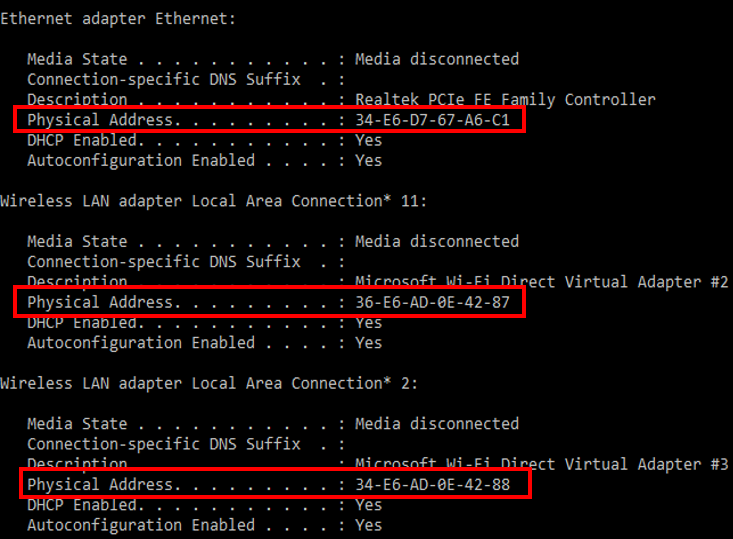 Ethernet adapter Ethernet:
Media State . . . . . . . . . . . : Media disconnected
Connection-specific DNS Suffix  . :
Description . . . . . . . . . . . : Realtek PCIe FE Family Controller
Physical Address. . . . . . . . . : 34-E6-D7-67-A6-C1
DHCP Enabled. . . . . . . . . . . : Yes
Autoconfiguration Enabled . . . . : Yes
Wireless LAN adapter Local Area Connection* 11:
Media State . . . . . . . . . . . : Media disconnected
Connection-specific DNS Suffix  . :
Description . . . . . . . . . . . : Microsoft Wi-Fi Direct Virtual Adapter #2
Physical Address. . . . . . . . . : 36-E6-AD-0E-42-87
DHCP Enabled. . . . . . . . . . . : Yes
Autoconfiguration Enabled . . . . : Yes
Wireless LAN adapter Local Area Connection* 2:
Media State . . . . . . . . . . . : Media disconnected
Connection-specific DNS Suffix  . :
Description . . . . . . . . . . . : Microsoft Wi-Fi Direct Virtual Adapter #3
Physical Address. . . . . . . . . : 34-E6-AD-0E-42-88
DHCP Enabled. . . . . . . . . . . : Yes
Autoconfiguration Enabled . . . . : Yes